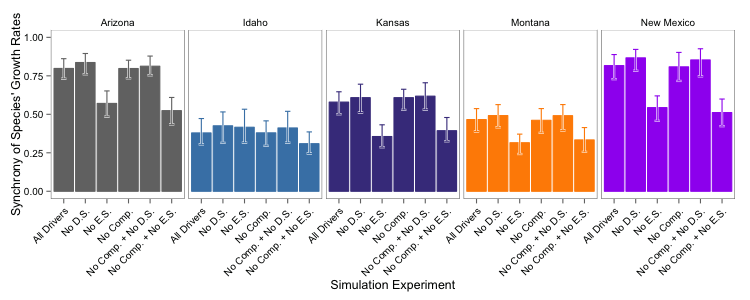 Arizona
Idaho
Kansas
Montana
New Mexico
Synchrony of Species' Growth Rates
1.00
0.75
0.50
0.25
0.00
All Drivers
No D.S.
No E.S.
No Comp.
No Comp. + No D.S.
No Comp. + No E.S.
All Drivers
No D.S.
No E.S.
No Comp.
No Comp. + No D.S.
No Comp. + No E.S.
All Drivers
No D.S.
No E.S.
No Comp.
No Comp. + No D.S.
No Comp. + No E.S.
All Drivers
No D.S.
No E.S.
No Comp.
No Comp. + No D.S.
No Comp. + No E.S.
All Drivers
No D.S.
No E.S.
No Comp.
No Comp. + No D.S.
No Comp. + No E.S.
Simulation Experiment